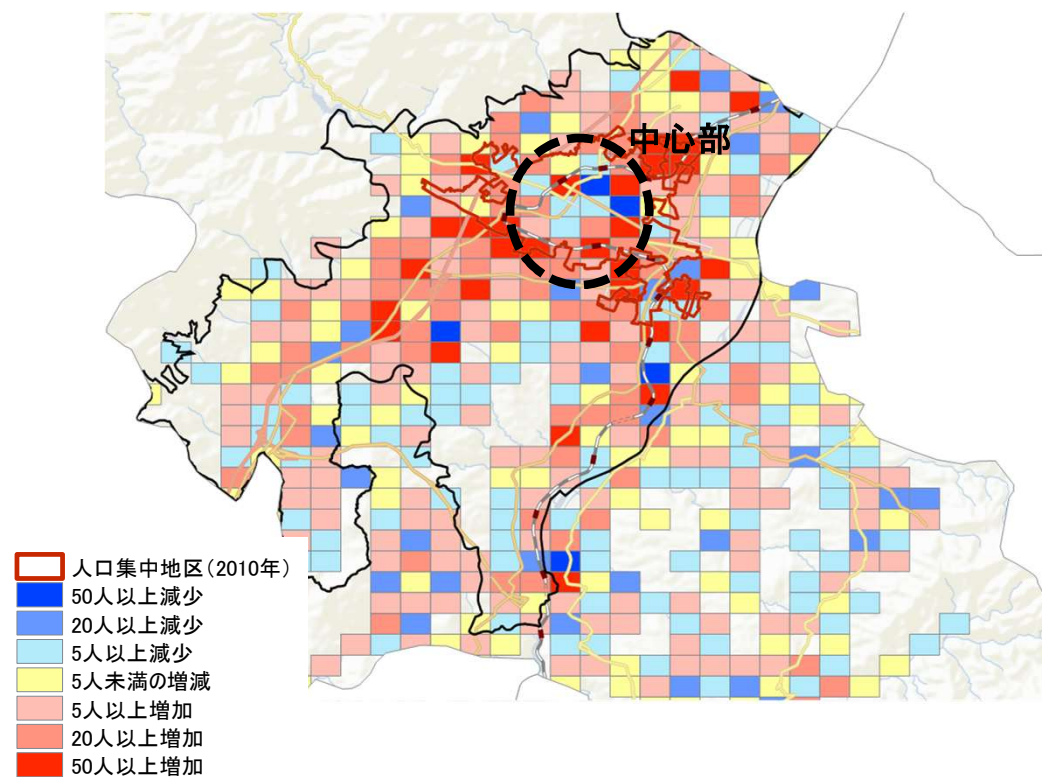 中心部
人口集中地区（2010年）
50人以上減少
20人以上減少
5人以上減少
5人未満の増減
5人以上増加
20人以上増加
50人以上増加